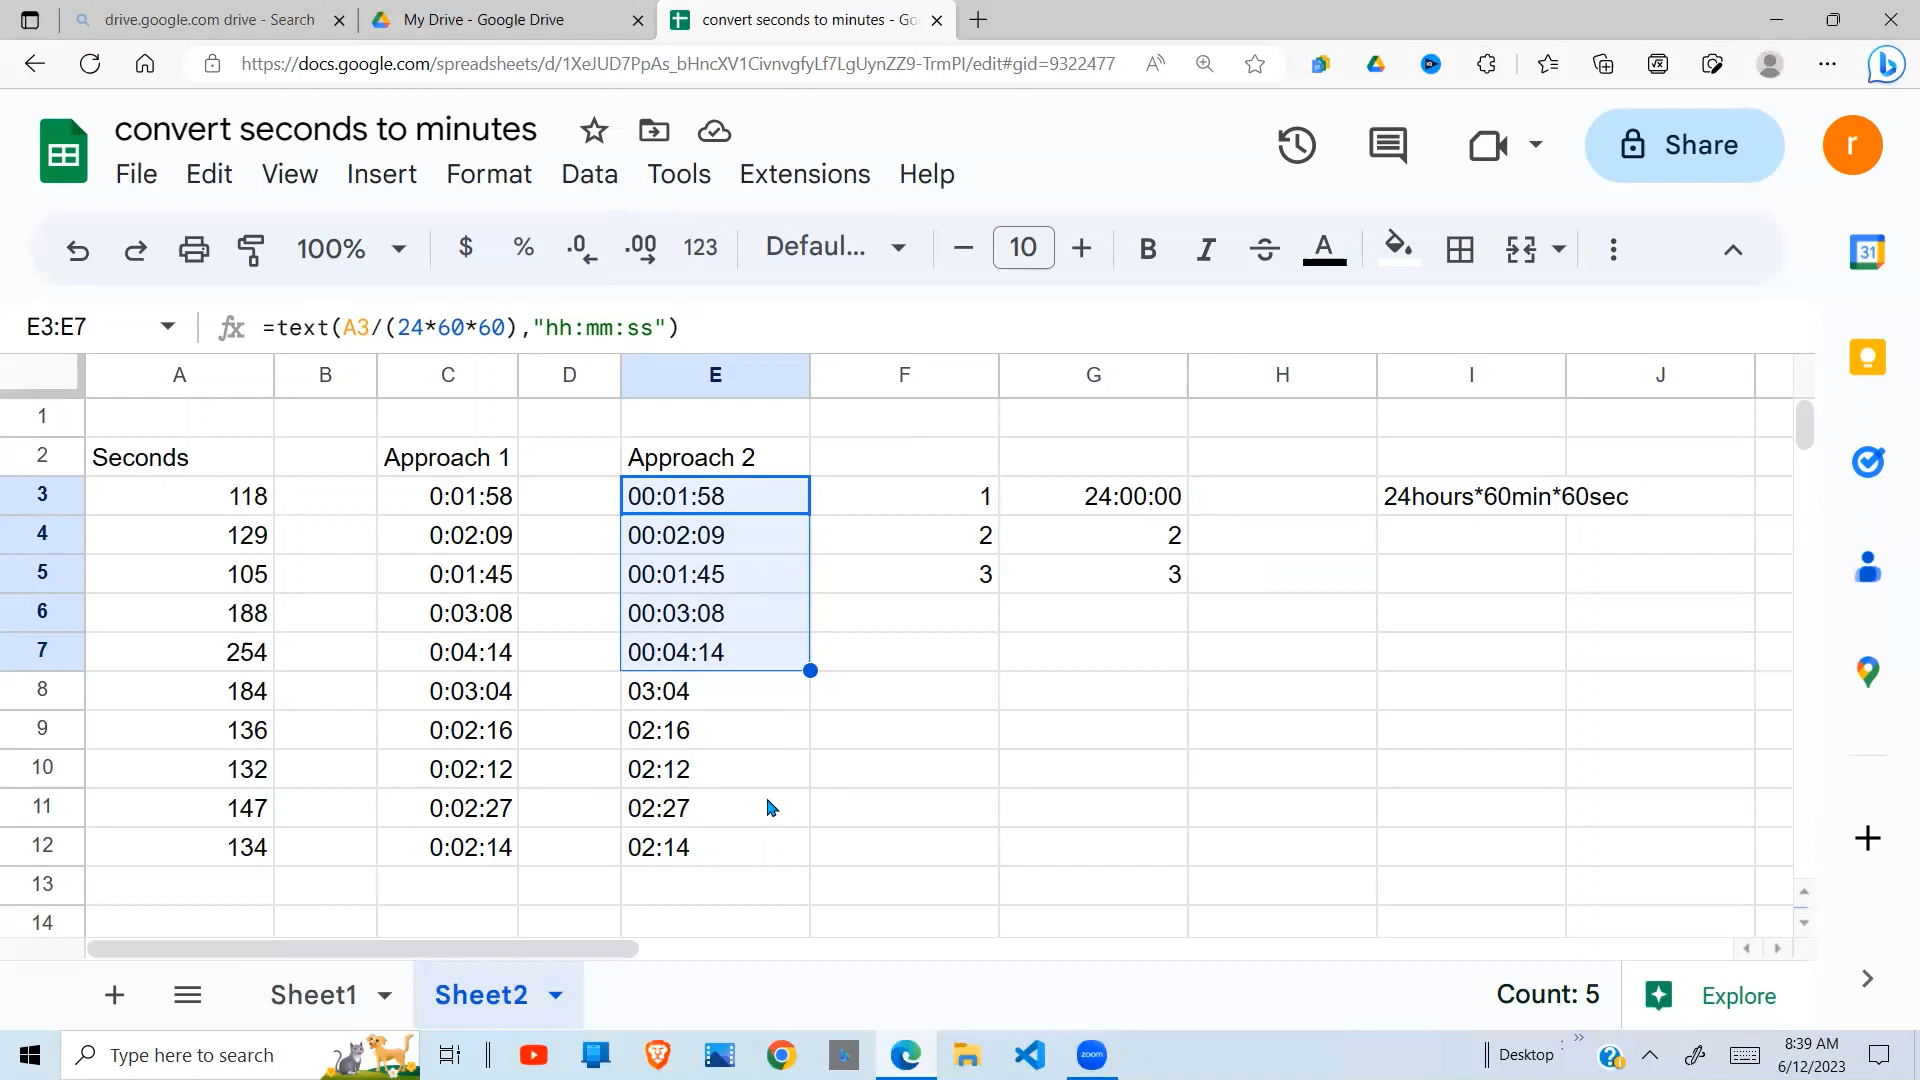 drive.google.com drive - Search
My Drive - Google Drive
convert seconds to minutes - Go
https://docs.google.com/spreadsheets/d/1XeJUD7PpAs_bHncXV1CivnvgfyLf7LgUynZZ9-TrmPI/edit#gid=9322477
convert seconds to minutes
Share
r
File Edit View Insert Format Data Tools Extensions Help
100% $ % .0 .00 123 Defaul... 10 B I A
31
E3:E7 fx =text(A3/(24*60*60),"hh:mm:ss")
A B C D E F G H I J
1
2 Seconds Approach 1 Approach 2
3 118 0:01:58 00:01:58 1 24:00:00 24hours*60min*60sec
4 129 0:02:09 00:02:09 2 2
5 105 0:01:45 00:01:45 3 3
6 188 0:03:08 00:03:08
7 254 0:04:14 00:04:14
8 184 0:03:04 03:04
9 136 0:02:16 02:16
10 132 0:02:12 02:12
11 147 0:02:27 02:27
12 134 0:02:14 02:14
13
14
Sheet1 Sheet2 Count: 5 Explore
Type here to search
zoom
Desktop
8:39 AM
6/12/2023